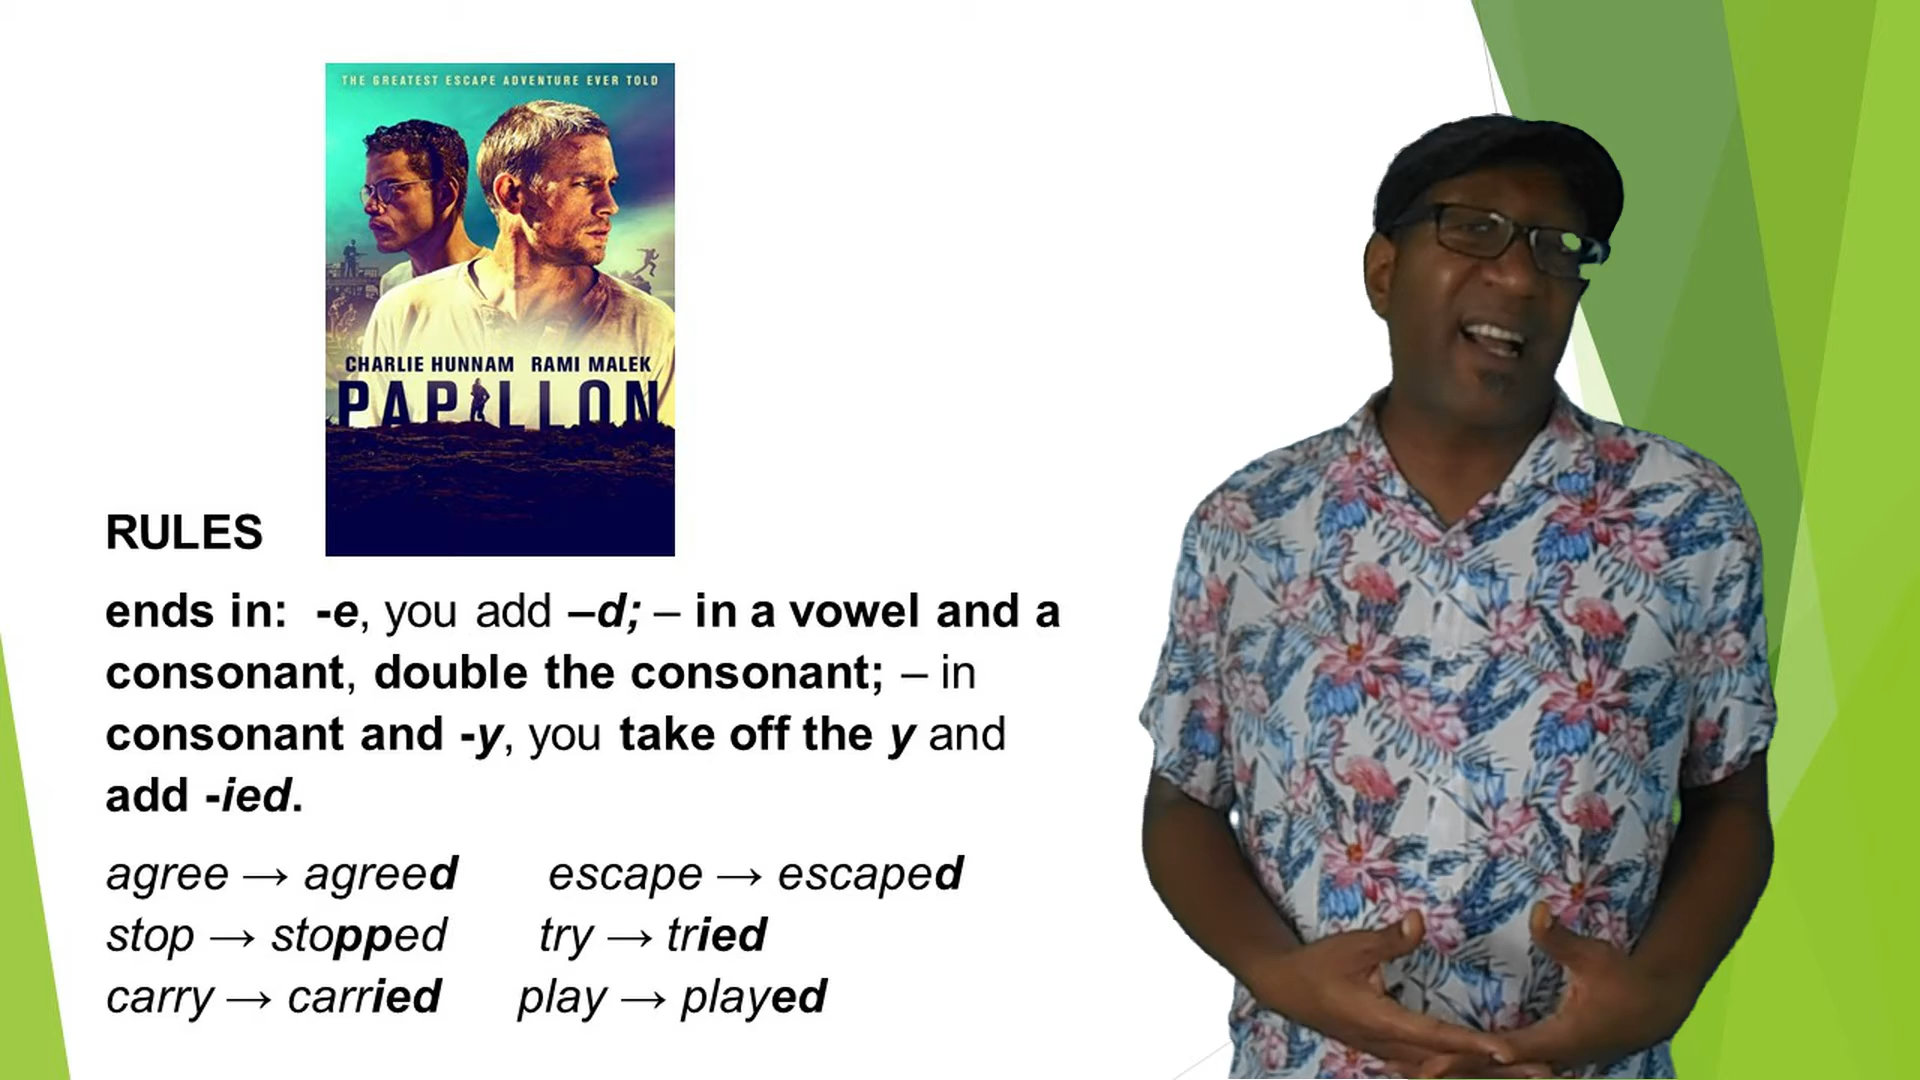 THE GREATEST ESCAPE ADVENTURE EVER TOLD
CHARLIE HUNNAM RAMI MALEK
PAPILLON
RULES
ends in: -e, you add –d; – in a vowel and a
consonant, double the consonant; – in
consonant and -y, you take off the y and
add -ied.
agree → agreed escape → escaped
stop → stopped try → tried
carry → carried play → played